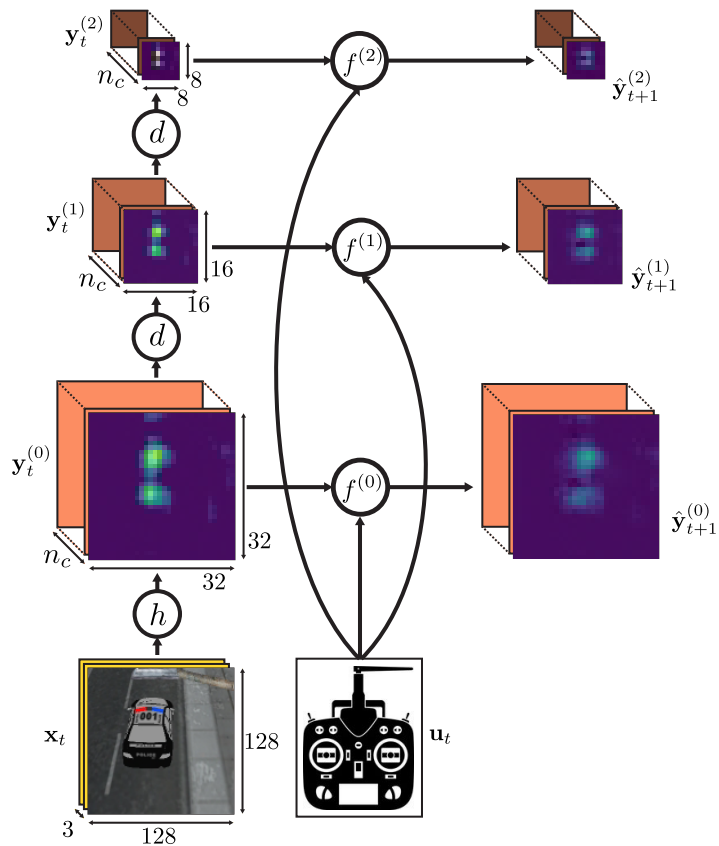 y_t^{(2)}
n_c
8
8
f^{(2)}
ŷ_{t+1}^{(2)}
d
y_t^{(1)}
n_c
16
16
f^{(1)}
ŷ_{t+1}^{(1)}
d
y_t^{(0)}
n_c
32
32
f^{(0)}
ŷ_{t+1}^{(0)}
h
x_t
001
POLICE
128
3
128
u_t